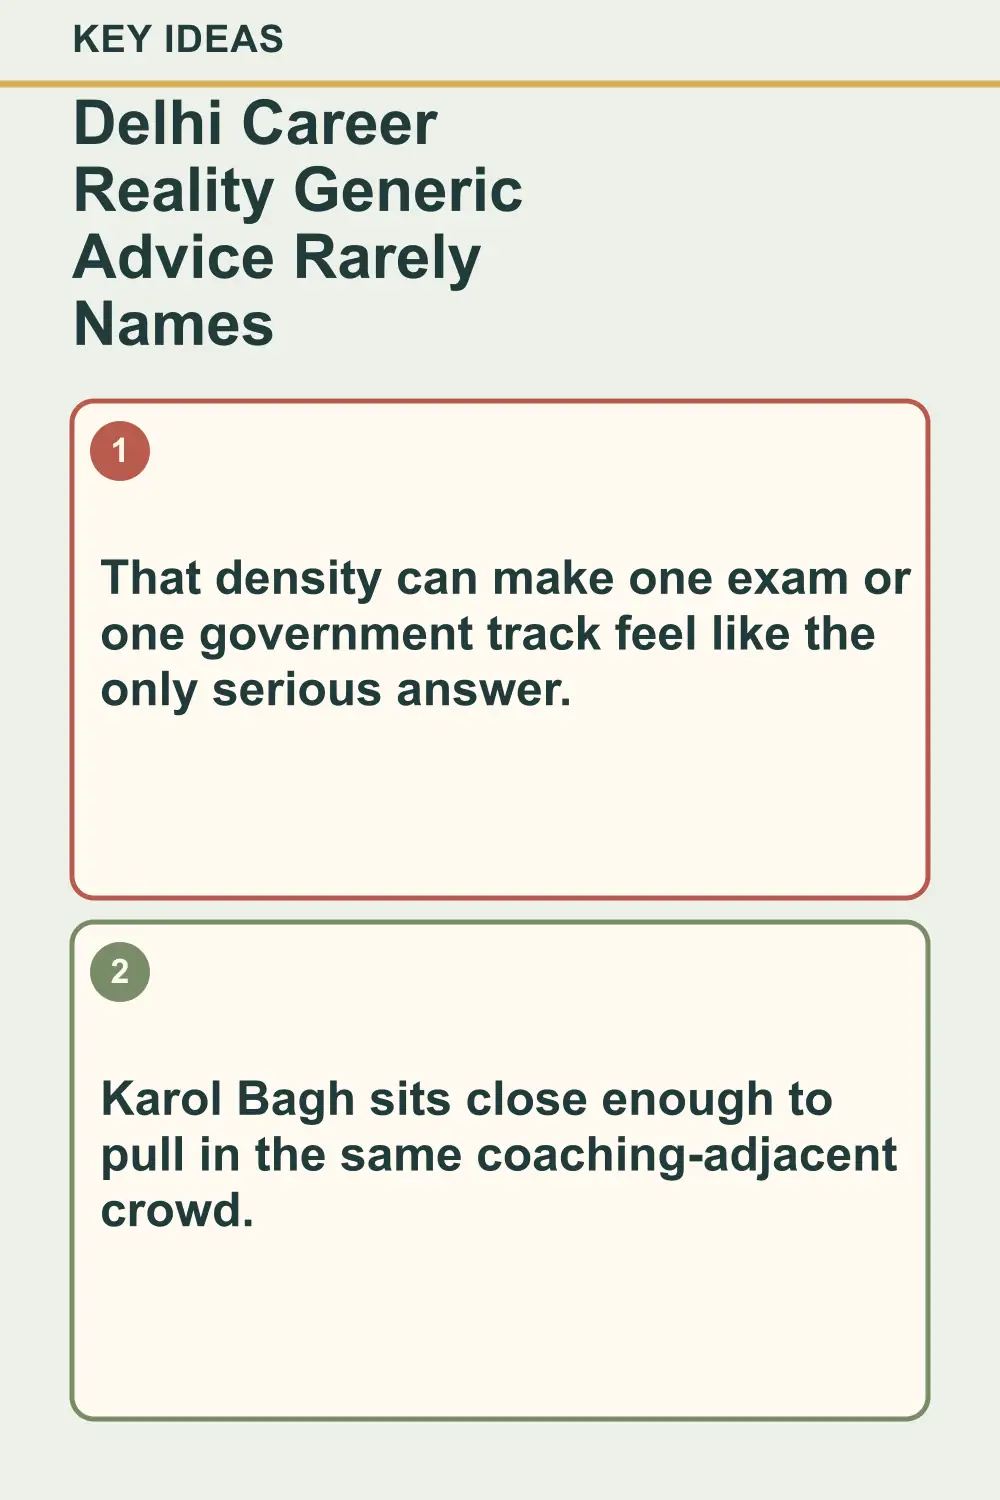 KEY IDEAS
Delhi Career
Reality Generic
Advice Rarely
Names
1
That density can make one exam or
one government track feel like the
only serious answer.
2
Karol Bagh sits close enough to
pull in the same coaching-adjacent
crowd.